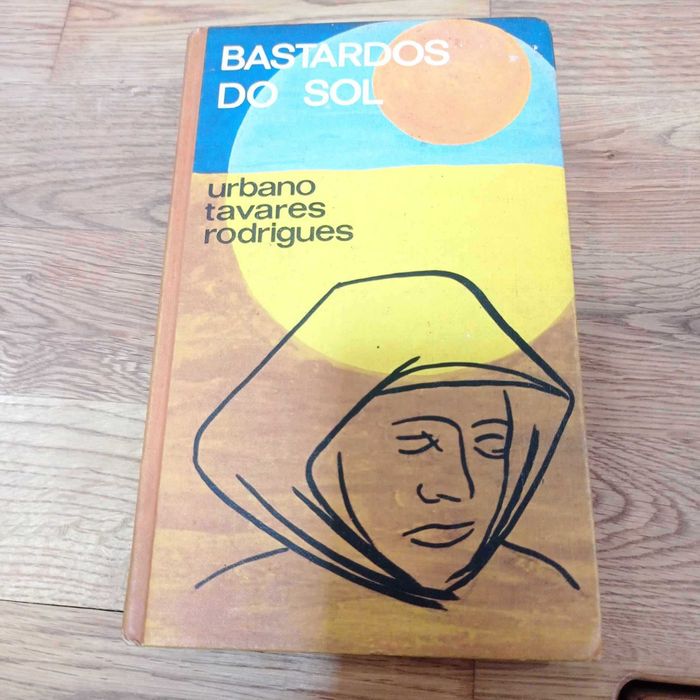 BASTARDOS
DO SOL
urbano
tavares
rodrigues